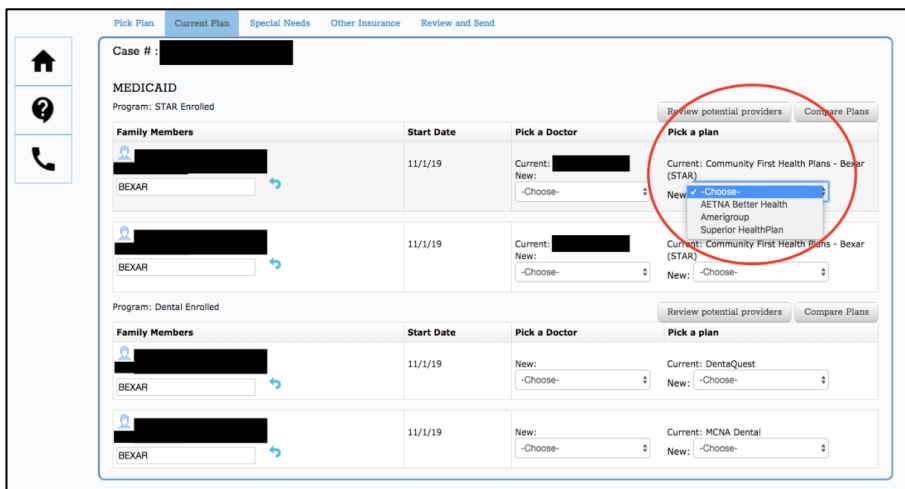 Pick Plan Current Plan Special Needs Other Insurance Review and Send
Case # :
MEDICAID
Program: STAR Enrolled
Review potential providers Compare Plans
Family Members Start Date Pick a Doctor Pick a plan
BEXAR
11/1/19
Current:
New:
-Choose-
Current: Community First Health Plans - Bexar
(STAR)
New:
✓ -Choose-
AETNA Better Health
Amerigroup
Superior HealthPlan
BEXAR
11/1/19
Current:
New:
-Choose-
Current: Community First Health Plans - Bexar
(STAR)
New: -Choose-
Program: Dental Enrolled
Review potential providers Compare Plans
Family Members Start Date Pick a Doctor Pick a plan
BEXAR
11/1/19
New:
-Choose-
Current: DentaQuest
New: -Choose-
BEXAR
11/1/19
New:
-Choose-
Current: MCNA Dental
New: -Choose-